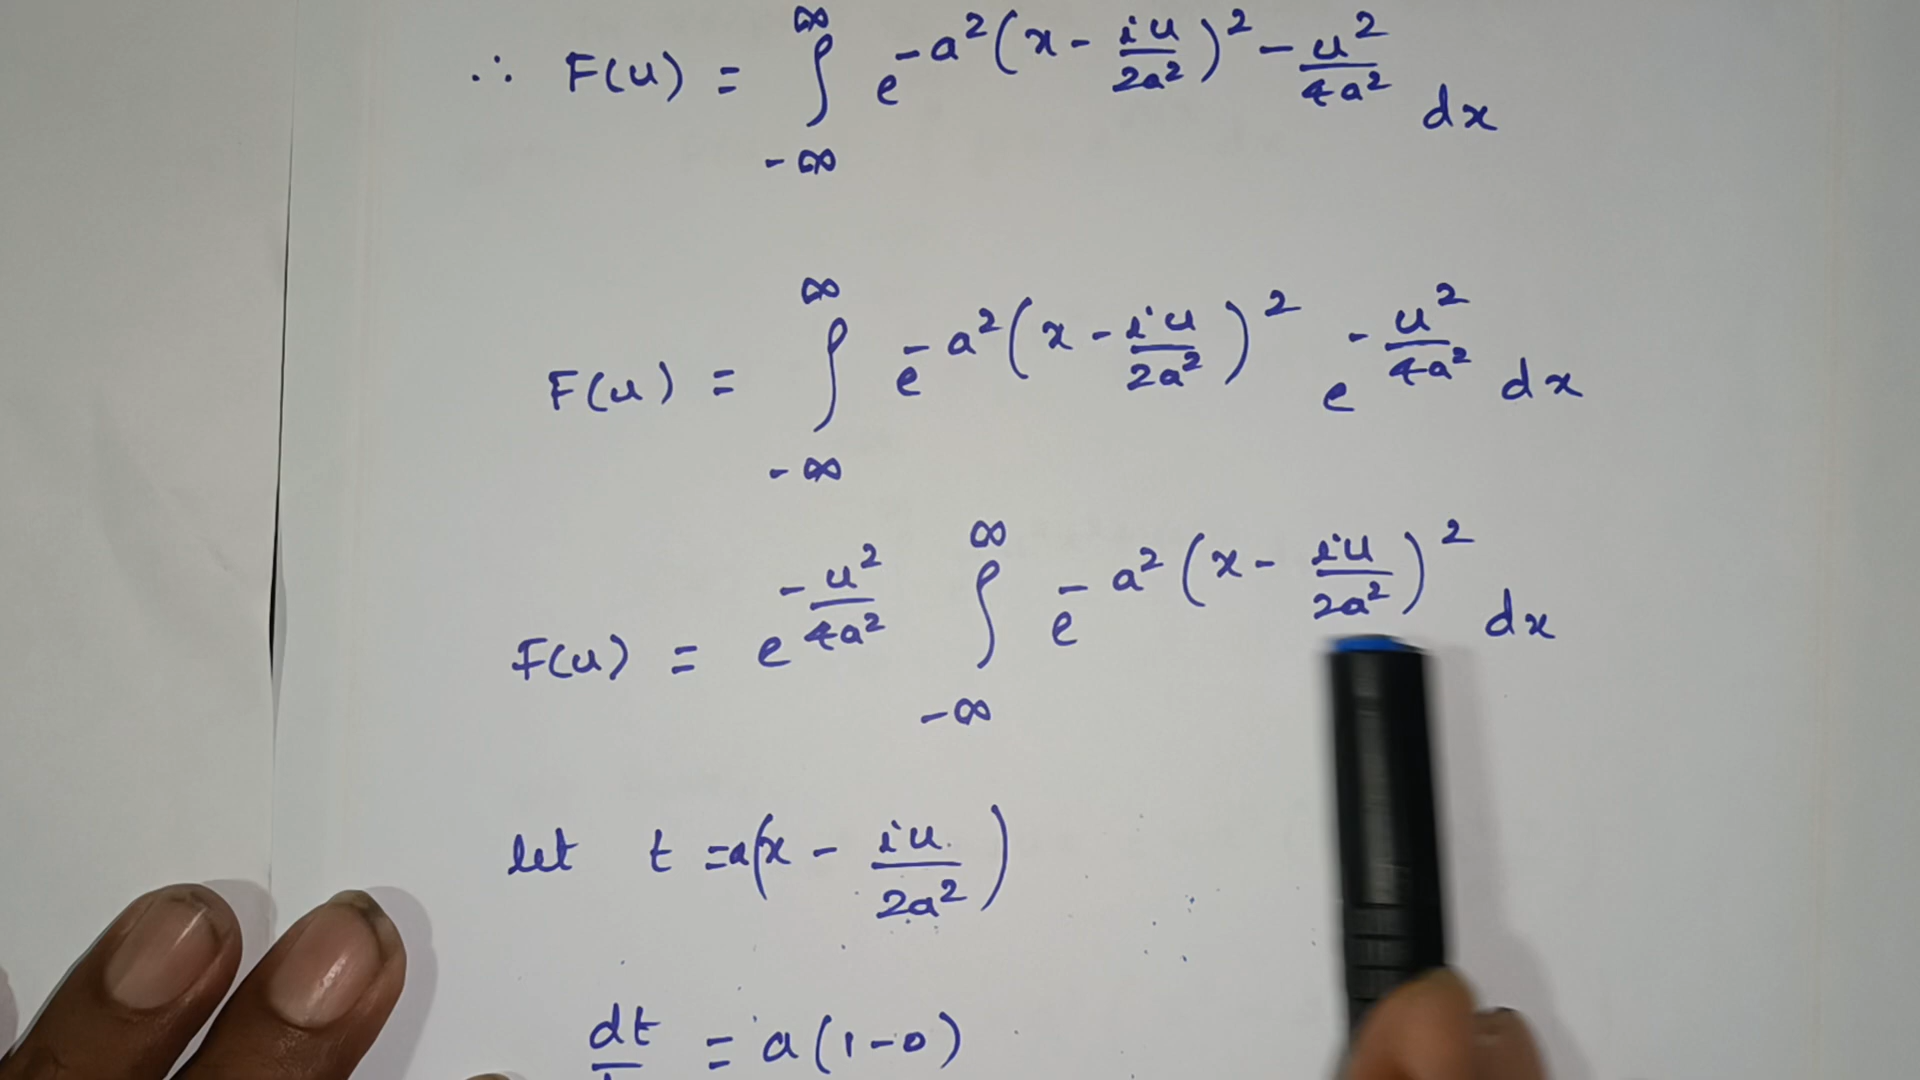 ∴ F(u) = ∫_{-∞}^{∞} e^{-a²(x - iu/2a²)² - u²/4a²} dx
F(u) = ∫_{-∞}^{∞} e^{-a²(x - iu/2a²)²} e^{-u²/4a²} dx
F(u) = e^{-u²/4a²} ∫_{-∞}^{∞} e^{-a²(x - iu/2a²)²} dx
let t = a(x - iu/2a²)
dt/ = a(1-0)